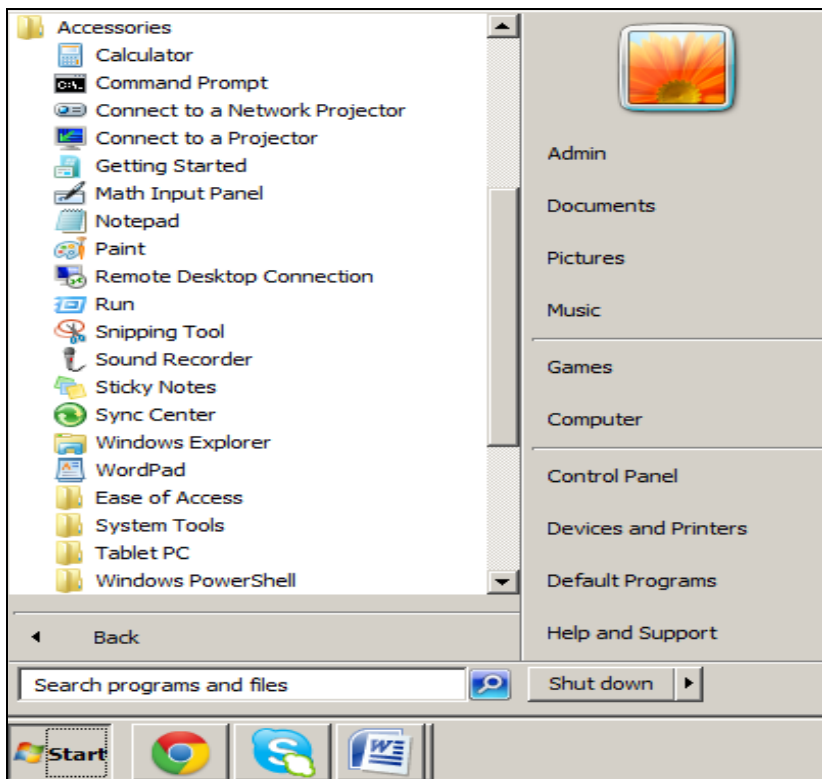 Accessories
Calculator
Command Prompt
Connect to a Network Projector
Connect to a Projector
Getting Started
Math Input Panel
Notepad
Paint
Remote Desktop Connection
Run
Snipping Tool
Sound Recorder
Sticky Notes
Sync Center
Windows Explorer
WordPad
Ease of Access
System Tools
Tablet PC
Windows PowerShell
Back
Search programs and files
Admin
Documents
Pictures
Music
Games
Computer
Control Panel
Devices and Printers
Default Programs
Help and Support
Shut down
Start